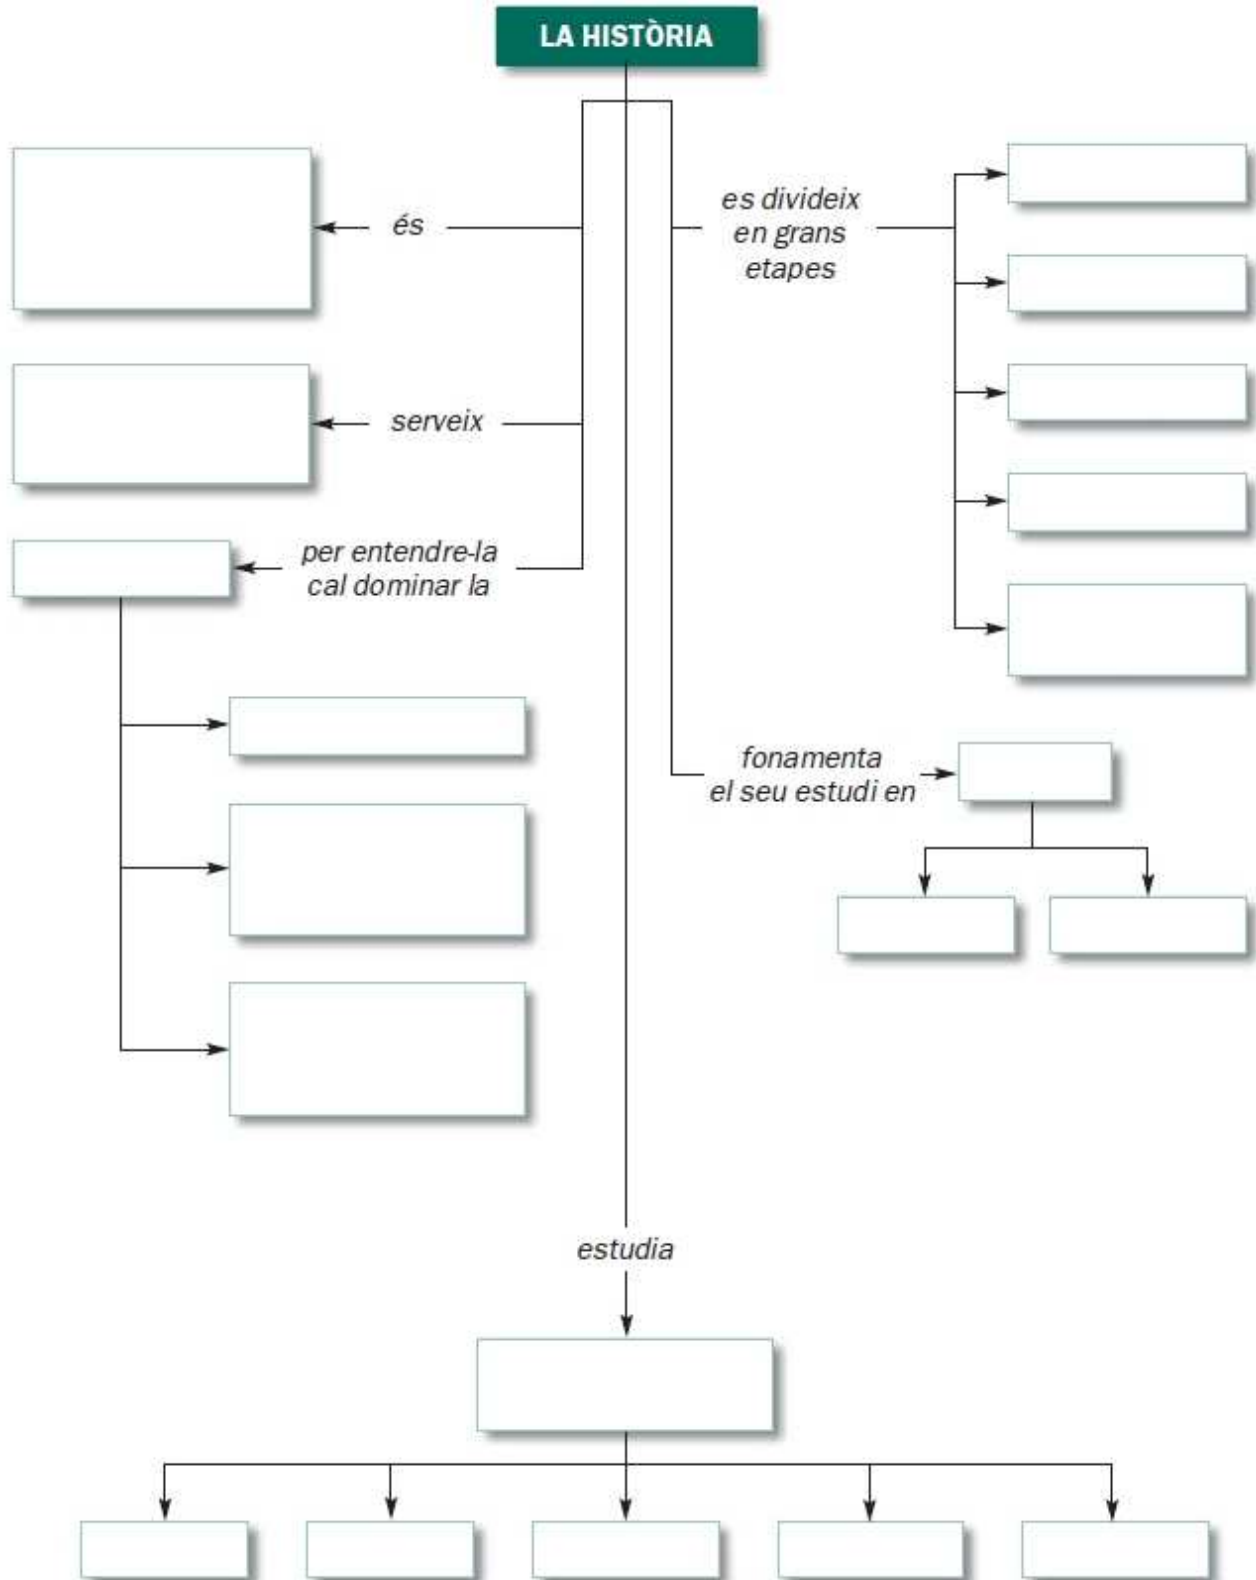 LA HISTÒRIA
és
es divideix
en grans
etapes
serveix
per entendre-la
cal dominar la
fonamenta
el seu estudi en
estudia